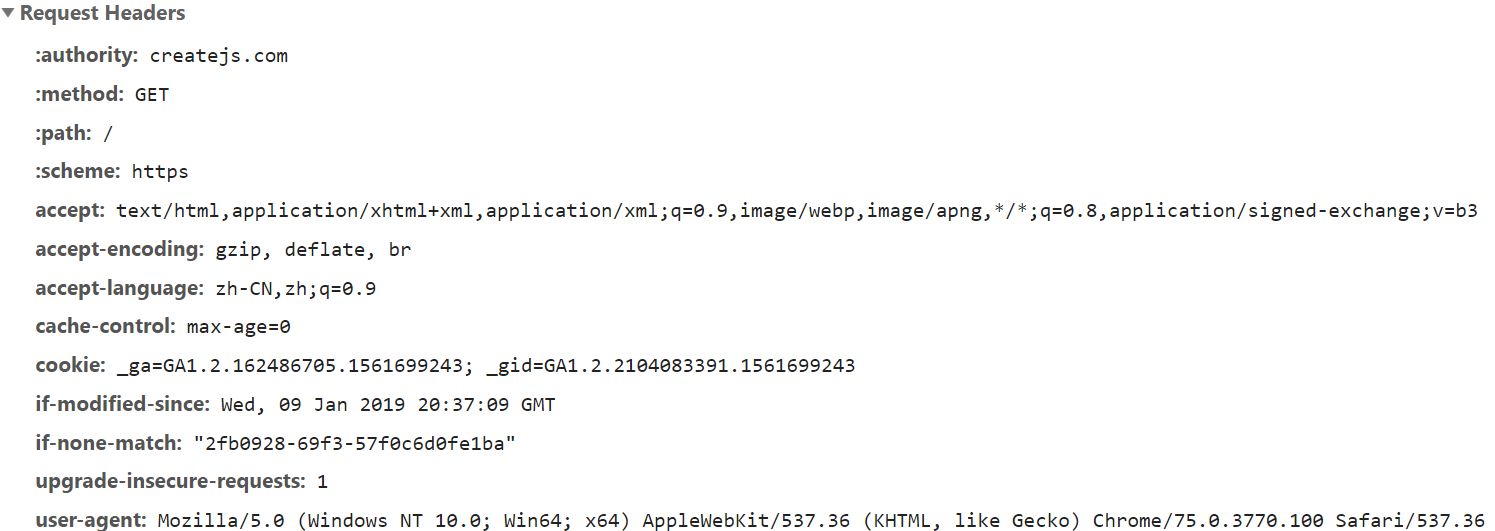 Request Headers
:authority: createjs.com
:method: GET
:path: /
:scheme: https
accept: text/html,application/xhtml+xml,application/xml;q=0.9,image/webp,image/apng,*/*;q=0.8,application/signed-exchange;v=b3
accept-encoding: gzip, deflate, br
accept-language: zh-CN,zh;q=0.9
cache-control: max-age=0
cookie: _ga=GA1.2.162486705.1561699243; _gid=GA1.2.2104083391.1561699243
if-modified-since: Wed, 09 Jan 2019 20:37:09 GMT
if-none-match: "2fb0928-69f3-57f0c6d0fe1ba"
upgrade-insecure-requests: 1
user-agent: Mozilla/5.0 (Windows NT 10.0; Win64; x64) AppleWebKit/537.36 (KHTML, like Gecko) Chrome/75.0.3770.100 Safari/537.36